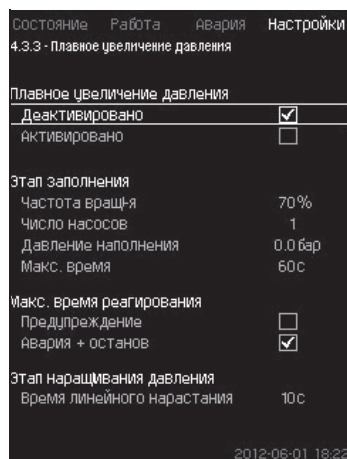 Состояние Работа Авария Настройки
4.3.3 - Плавное увеличение давления
Плавное увеличение давления
Деактивировано
Активировано
Этап заполнения
Частота вращ-я 70%
Число насосов 1
Давление наполнения 0.0 бар
Макс. время 60с
Макс. время реагирования
Предупреждение
Авария + останов
Этап наращивания давления
Время линейного нарастания 10с
2012-06-01 18:22